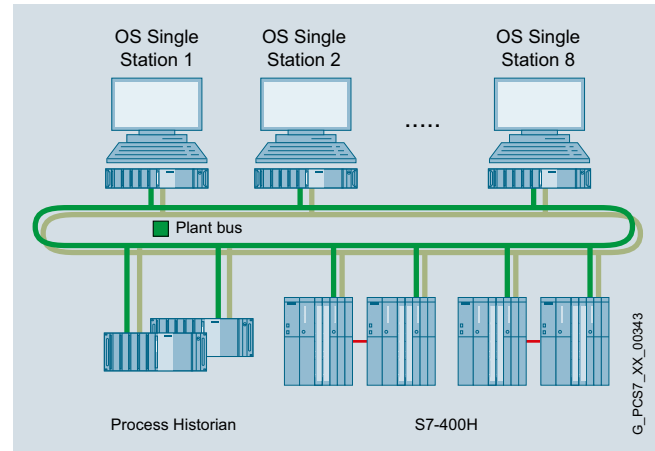 OS Single
Station 1
OS Single
Station 2
OS Single
Station 8
.....
Plant bus
Process Historian
S7-400H
G_PCS7_XX_00343